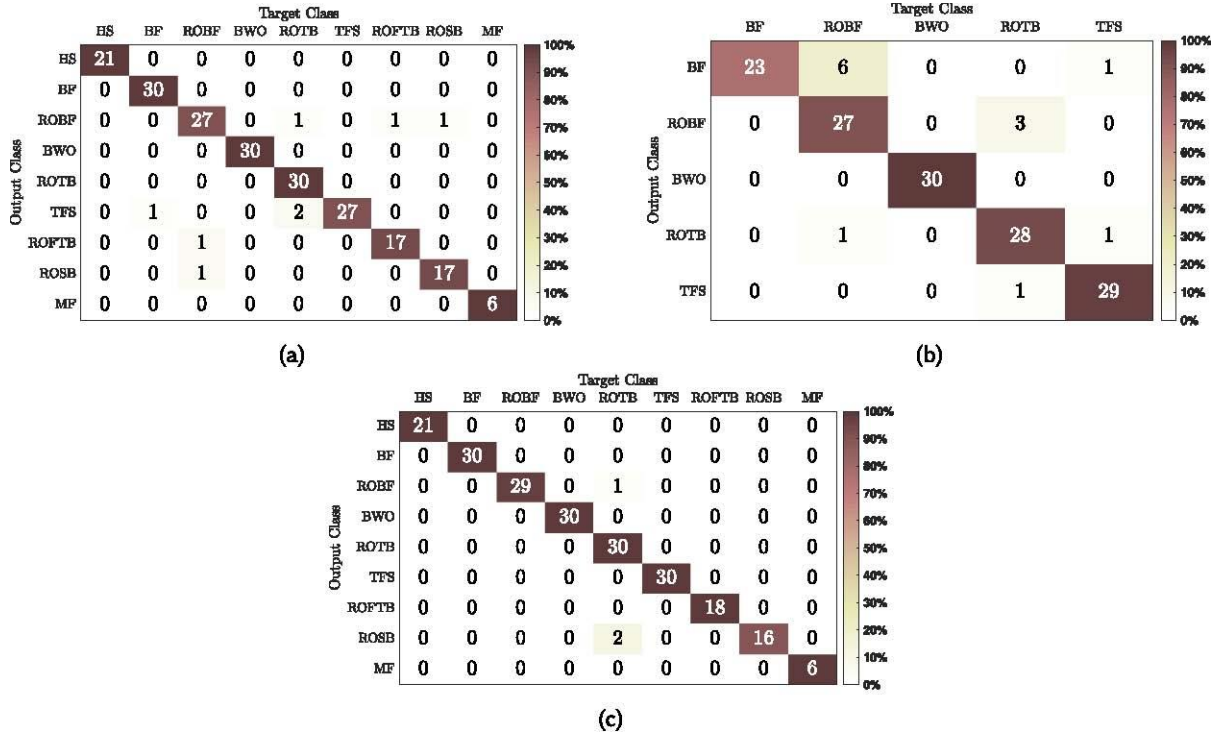 Target Class
HS BF ROBF BWO ROTB TFS ROFTB ROSB MF
Output Class
HS 21 0 0 0 0 0 0 0 0
BF 0 30 0 0 0 0 0 0 0
ROBF 0 0 27 0 1 0 1 1 0
BWO 0 0 0 30 0 0 0 0 0
ROTB 0 0 0 0 30 0 0 0 0
TFS 0 1 0 0 2 27 0 0 0
ROFTB 0 0 1 0 0 0 17 0 0
ROSB 0 0 1 0 0 0 0 17 0
MF 0 0 0 0 0 0 0 0 6
100%
90%
80%
70%
60%
50%
40%
30%
20%
10%
0%
(a)
Target Class
BF ROBF BWO ROTB TFS
Output Class
BF 23 6 0 0 1
ROBF 0 27 0 3 0
BWO 0 0 30 0 0
ROTB 0 1 0 28 1
TFS 0 0 0 1 29
100%
90%
80%
70%
60%
50%
40%
30%
20%
10%
0%
(b)
Target Class
HS BF ROBF BWO ROTB TFS ROFTB ROSB MF
Output Class
HS 21 0 0 0 0 0 0 0 0
BF 0 30 0 0 0 0 0 0 0
ROBF 0 0 29 0 1 0 0 0 0
BWO 0 0 0 30 0 0 0 0 0
ROTB 0 0 0 0 30 0 0 0 0
TFS 0 0 0 0 0 30 0 0 0
ROFTB 0 0 0 0 0 0 18 0 0
ROSB 0 0 0 0 2 0 0 16 0
MF 0 0 0 0 0 0 0 0 6
100%
90%
80%
70%
60%
50%
40%
30%
20%
10%
0%
(c)